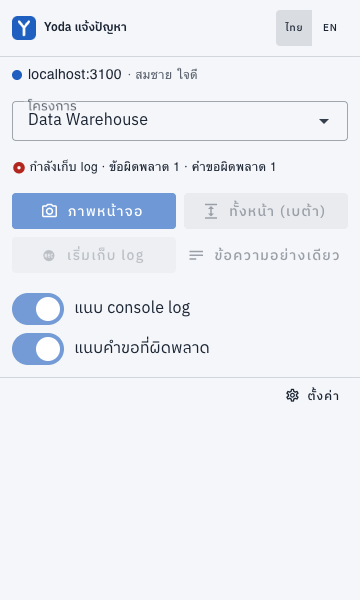 Yoda แจ้งปัญหา
ไทย
EN
localhost:3100 · สมชาย ใจดี
โครงการ
Data Warehouse
กำลังเก็บ log · ข้อผิดพลาด 1 · คำขอผิดพลาด 1
ภาพหน้าจอ
ทั้งหน้า (เบต้า)
เริ่มเก็บ log
ข้อความอย่างเดียว
แนบ console log
แนบคำขอที่ผิดพลาด
ตั้งค่า